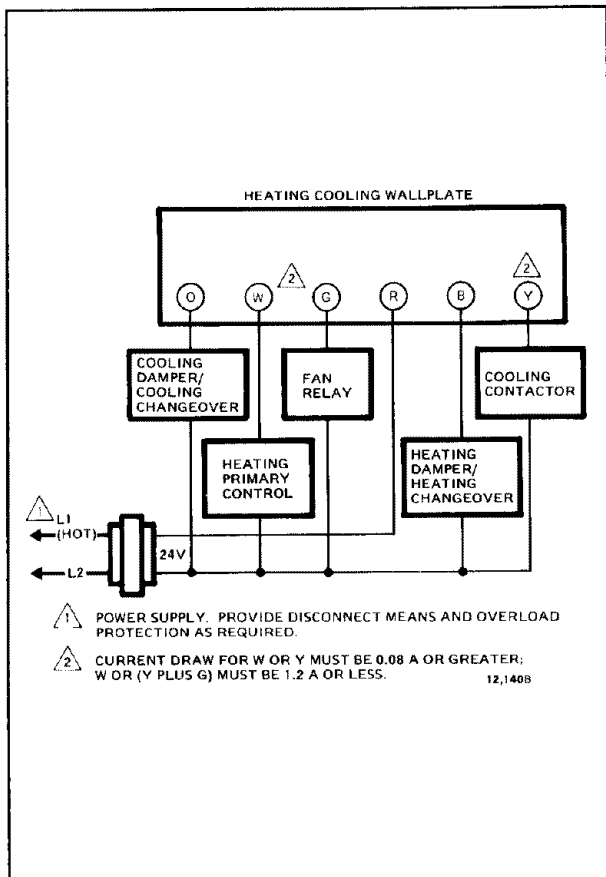 HEATING COOLING WALLPLATE
2
2
O
W
G
R
B
Y
COOLING
DAMPER/
COOLING
CHANGEOVER
FAN
RELAY
COOLING
CONTACTOR
HEATING
PRIMARY
CONTROL
HEATING
DAMPER/
HEATING
CHANGEOVER
1
L1
(HOT)
24V
L2
1 POWER SUPPLY. PROVIDE DISCONNECT MEANS AND OVERLOAD
PROTECTION AS REQUIRED.
2 CURRENT DRAW FOR W OR Y MUST BE 0.08 A OR GREATER;
W OR (Y PLUS G) MUST BE 1.2 A OR LESS.
12,140B